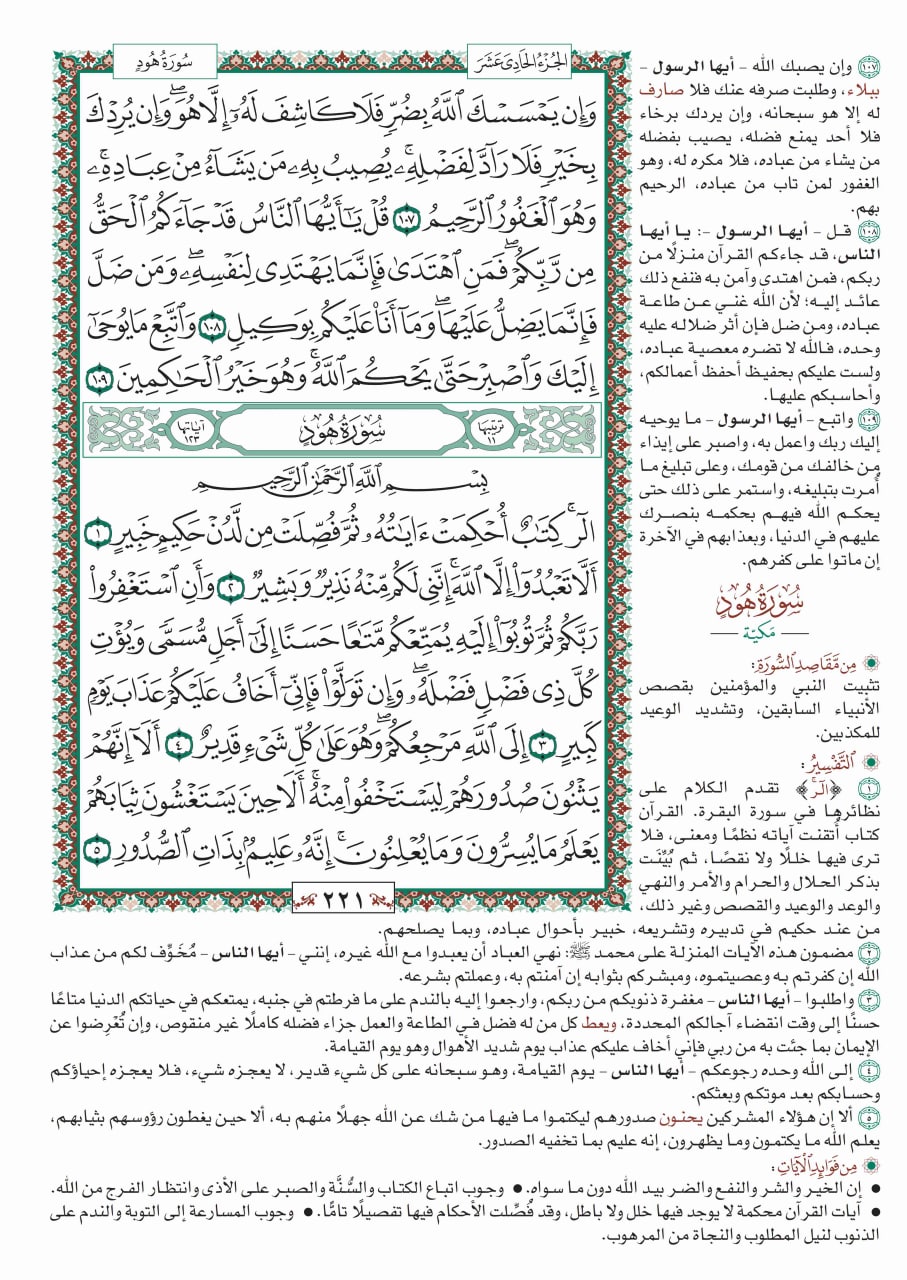 الجُزْءُ الحَادِي عَشَرَ
سُورَةُ هُودٍ
وَإِن يَمْسَسْكَ ٱللَّهُ بِضُرٍّ فَلَا كَاشِفَ لَهُۥٓ إِلَّا هُوَۖ وَإِن يُرِدْكَ
بِخَيْرٍ فَلَا رَآدَّ لِفَضْلِهِۦۚ يُصِيبُ بِهِۦ مَن يَشَآءُ مِنْ عِبَادِهِۦۚ
وَهُوَ ٱلْغَفُورُ ٱلرَّحِيمُ ١٠٧ قُلْ يَٰٓأَيُّهَا ٱلنَّاسُ قَدْ جَآءَكُمُ ٱلْحَقُّ
مِن رَّبِّكُمْۖ فَمَنِ ٱهْتَدَىٰ فَإِنَّمَا يَهْتَدِى لِنَفْسِهِۦۖ وَمَن ضَلَّ
فَإِنَّمَا يَضِلُّ عَلَيْهَاۖ وَمَآ أَنَا۠ عَلَيْكُم بِوَكِيلٍ ١٠٨ وَٱتَّبِعْ مَا يُوحَىٰٓ
إِلَيْكَ وَٱصْبِرْ حَتَّىٰ يَحْكُمَ ٱللَّهُۚ وَهُوَ خَيْرُ ٱلْحَٰكِمِينَ ١٠٩
ترتيبها ١١
سُورَةُ هُودٍ
آياتها ١٢٣
بِسْمِ ٱللَّهِ ٱلرَّحْمَٰنِ ٱلرَّحِيمِ
الٓرۚ كِتَٰبٌ أُحْكِمَتْ ءَايَٰتُهُۥ ثُمَّ فُصِّلَتْ مِن لَّدُنْ حَكِيمٍ خَبِيرٍ ١
أَلَّا تَعْبُدُوٓا۟ إِلَّا ٱللَّهَۚ إِنَّنِى لَكُم مِّنْهُ نَذِيرٌ وَبَشِيرٌ ٢ وَأَنِ ٱسْتَغْفِرُوا۟
رَبَّكُمْ ثُمَّ تُوبُوٓا۟ إِلَيْهِ يُمَتِّعْكُم مَّتَٰعًا حَسَنًا إِلَىٰٓ أَجَلٍ مُّسَمًّى وَيُؤْتِ
كُلَّ ذِى فَضْلٍ فَضْلَهُۥۖ وَإِن تَوَلَّوْا۟ فَإِنِّىٓ أَخَافُ عَلَيْكُمْ عَذَابَ يَوْمٍ
كَبِيرٍ ٣ إِلَى ٱللَّهِ مَرْجِعُكُمْۖ وَهُوَ عَلَىٰ كُلِّ شَىْءٍ قَدِيرٌ ٤ أَلَآ إِنَّهُمْ
يَثْنُونَ صُدُورَهُمْ لِيَسْتَخْفُوا۟ مِنْهُۚ أَلَا حِينَ يَسْتَغْشُونَ ثِيَابَهُمْ
يَعْلَمُ مَا يُسِرُّونَ وَمَا يُعْلِنُونَۚ إِنَّهُۥ عَلِيمٌۢ بِذَاتِ ٱلصُّدُورِ ٥
٢٢١
١٠٧ وإن يصبك الله - أيها الرسول -
ببلاء، وطلبت صرفه عنك فلا صارف
له إلا هو سبحانه، وإن يردك برخاء
فلا أحد يمنع فضله، يصيب بفضله
من يشاء من عباده، فلا مكره له، وهو
الغفور لمن تاب من عباده، الرحيم
بهم.
١٠٨ قل - أيها الرسول -: يا أيها
الناس، قد جاءكم القرآن منزلًا من
ربكم، فمن اهتدى وآمن به فنفع ذلك
عائد إليه؛ لأن الله غني عن طاعة
عباده، ومن ضل فإن أثر ضلاله عليه
وحده، فالله لا تضره معصية عباده،
ولست عليكم بحفيظ أحفظ أعمالكم،
وأحاسبكم عليها.
١٠٩ واتبع - أيها الرسول - ما يوحيه
إليك ربك واعمل به، واصبر على إيذاء
من خالفك من قومك، وعلى تبليغ ما
أُمرت بتبليغه، واستمر على ذلك حتى
يحكم الله فيهم بحكمه بنصرك
عليهم في الدنيا، وبعذابهم في الآخرة
إن ماتوا على كفرهم.
سُورَةُ هُودٍ
مَكيّة
مِن مَّقَاصِدِ السُّورَةِ:
تثبيت النبي والمؤمنين بقصص
الأنبياء السابقين، وتشديد الوعيد
للمكذبين.
التَّفْسِيرُ:
١ ﴿الٓرۚ﴾ تقدم الكلام على
نظائرها في سورة البقرة. القرآن
كتاب أُتقنت آياته نظمًا ومعنى، فلا
ترى فيها خللًا ولا نقصًا، ثم بُيِّنَت
بذكر الحلال والحرام والأمر والنهي
والوعد والوعيد والقصص وغير ذلك،
من عند حكيم في تدبيره وتشريعه، خبير بأحوال عباده، وبما يصلحهم.
٢ مضمون هذه الآيات المنزلة على محمد ﷺ: نهي العباد أن يعبدوا مع الله غيره، إنني - أيها الناس - مُخَوِّف لكم من عذاب
الله إن كفرتم به وعصيتموه، ومبشركم بثوابه إن آمنتم به، وعملتم بشرعه.
٣ واطلبوا - أيها الناس - مغفرة ذنوبكم من ربكم، وارجعوا إليه بالندم على ما فرطتم في جنبه، يمتعكم في حياتكم الدنيا متاعًا
حسنًا إلى وقت انقضاء آجالكم المحددة، ويعط كل من له فضل في الطاعة والعمل جزاء فضله كاملًا غير منقوص، وإن تُعْرِضوا عن
الإيمان بما جئت به من ربي فإني أخاف عليكم عذاب يوم شديد الأهوال وهو يوم القيامة.
٤ إلى الله وحده رجوعكم - أيها الناس - يوم القيامة، وهو سبحانه على كل شيء قدير، لا يعجزه شيء، فلا يعجزه إحياؤكم
وحسابكم بعد موتكم وبعثكم.
٥ ألا إن هؤلاء المشركين يحنون صدورهم ليكتموا ما فيها من شك عن الله جهلًا منهم به، ألا حين يغطون رؤوسهم بثيابهم،
يعلم الله ما يكتمون وما يظهرون، إنه عليم بما تخفيه الصدور.
مِن فَوَائِدِ الْآيَاتِ:
• إن الخير والشر والنفع والضر بيد الله دون ما سواه. • وجوب اتباع الكتاب والسُّنَّة والصبر على الأذى وانتظار الفرج من الله.
• آيات القرآن محكمة لا يوجد فيها خلل ولا باطل، وقد فُصِّلت الأحكام فيها تفصيلًا تامًّا. • وجوب المسارعة إلى التوبة والندم على
الذنوب لنيل المطلوب والنجاة من المرهوب.